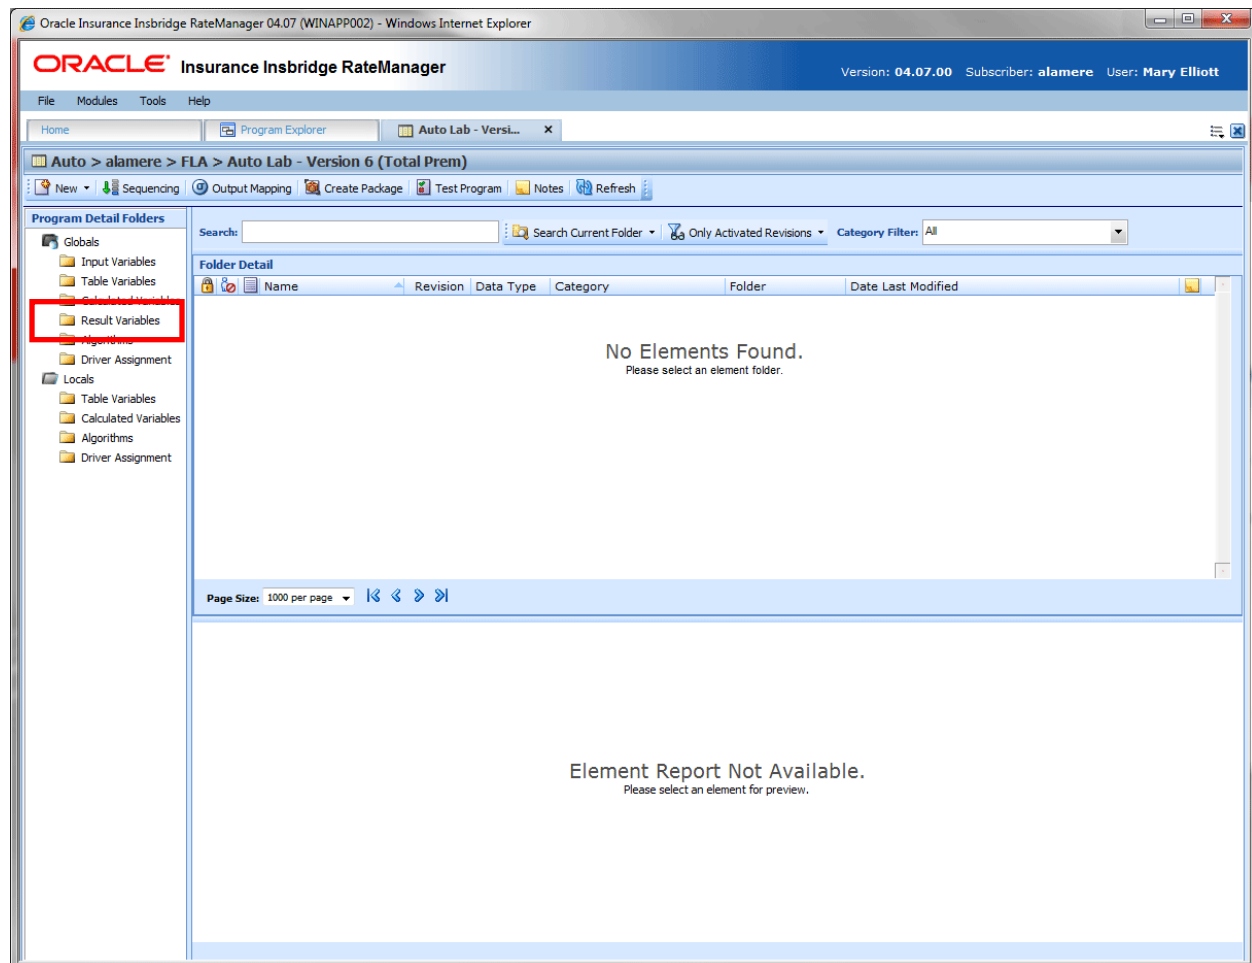 Oracle Insurance Insbridge RateManager 04.07 (WINAPP002) - Windows Internet Explorer
ORACLE Insurance Insbridge RateManager
Version: 04.07.00 Subscriber: alamere User: Mary Elliott
File Modules Tools Help
Home Program Explorer Auto Lab - Versi...
Auto > alamere > FLA > Auto Lab - Version 6 (Total Prem)
New Sequencing Output Mapping Create Package Test Program Notes Refresh
Program Detail Folders
Globals
Input Variables
Table Variables
Calculated Variables
Result Variables
Algorithms
Driver Assignment
Locals
Table Variables
Calculated Variables
Algorithms
Driver Assignment
Search: Search Current Folder Only Activated Revisions Category Filter: All
Folder Detail
Name Revision Data Type Category Folder Date Last Modified
No Elements Found.
Please select an element folder.
Page Size: 1000 per page
Element Report Not Available.
Please select an element for preview.